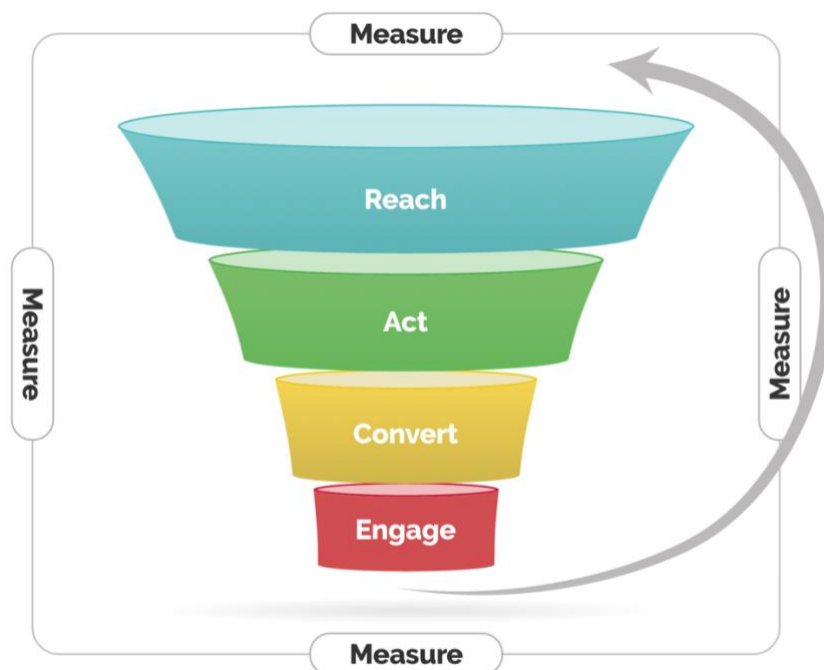 Measure
Reach
Measure
Act
Measure
Convert
Engage
Measure